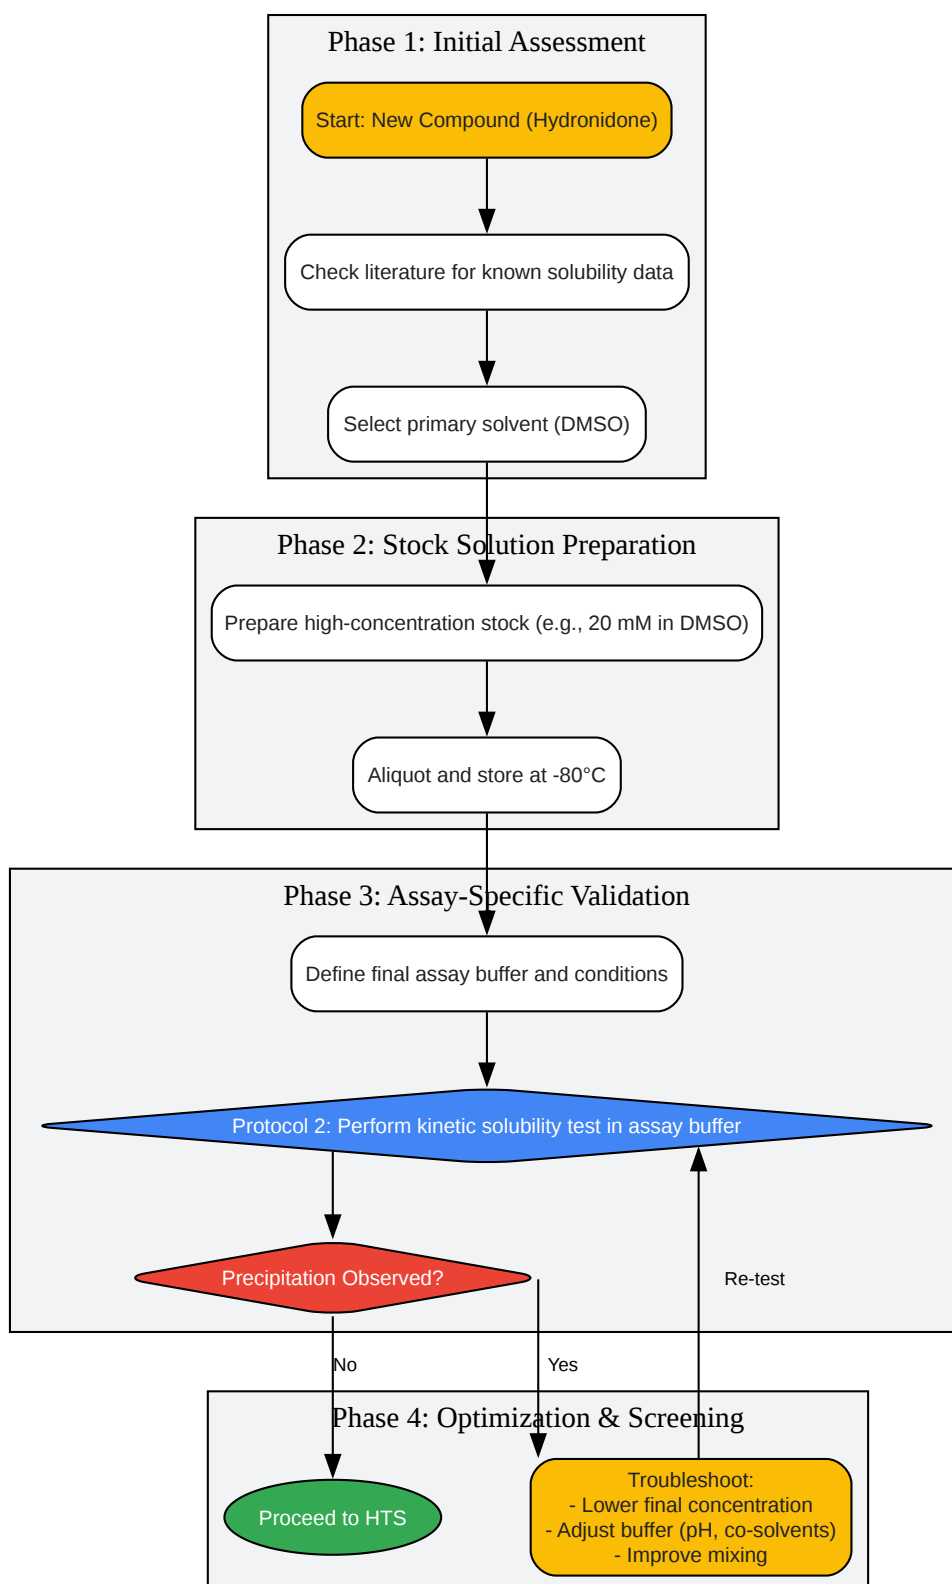 Phase 1: Initial Assessment
Start: New Compound (Hydronidone)
Check literature for known solubility data
Select primary solvent (DMSO)
Phase 2: Stock Solution Preparation
Prepare high-concentration stock (e.g., 20 mM in DMSO)
Aliquot and store at -80°C
Phase 3: Assay-Specific Validation
Define final assay buffer and conditions
Protocol 2: Perform kinetic solubility test in assay buffer
Precipitation Observed?
Re-test
No
Yes
Phase 4: Optimization & Screening
Proceed to HTS
Troubleshoot:
- Lower final concentration
- Adjust buffer (pH, co-solvents)
- Improve mixing